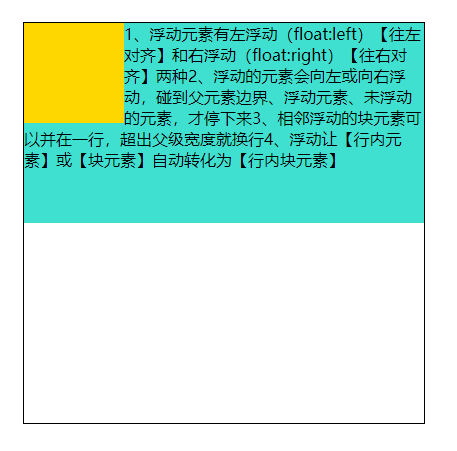 1、浮动元素有左浮动（float:left）【往左
对齐】和右浮动（float:right）【往右对
齐】两种2、浮动的元素会向左或向右浮
动，碰到父元素边界、浮动元素、未浮动
的元素，才停下来3、相邻浮动的块元素可
以并在一行，超出父级宽度就换行4、浮动让【行内元
素】或【块元素】自动转化为【行内块元素】